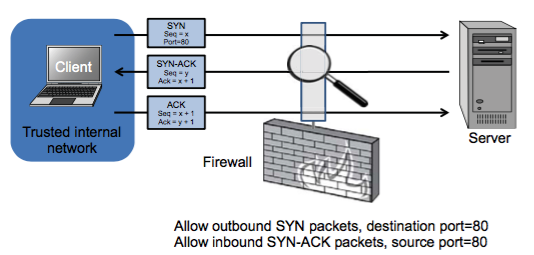 SYN
Seq = x
Port=80
SYN-ACK
Seq = y
Ack = x + 1
ACK
Seq = x + 1
Ack = y + 1
Client
Trusted internal
network
Firewall
Server
Allow outbound SYN packets, destination port=80
Allow inbound SYN-ACK packets, source port=80